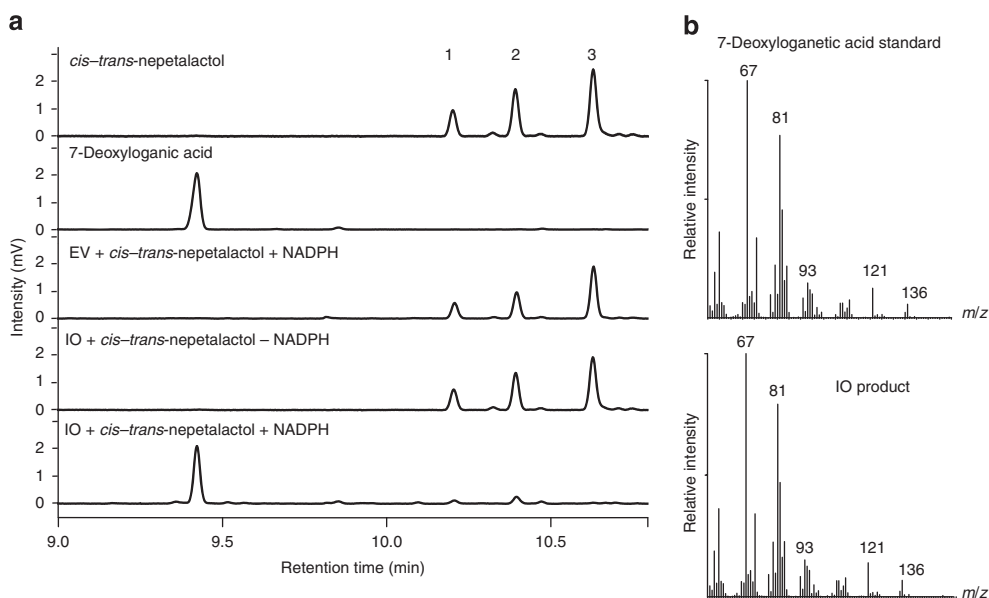 a
cis–trans-nepetalactol
1 2 3
2
1
0
7-Deoxyloganic acid
2
1
0
EV + cis–trans-nepetalactol + NADPH
2
1
0
IO + cis–trans-nepetalactol – NADPH
2
1
0
IO + cis–trans-nepetalactol + NADPH
2
1
0
Intensity (mV)
9.0 9.5 10.0 10.5
Retention time (min)
b
7-Deoxyloganetic acid standard
67
81
93
121
136
Relative intensity
m/z
IO product
67
81
93
121
136
Relative intensity
m/z